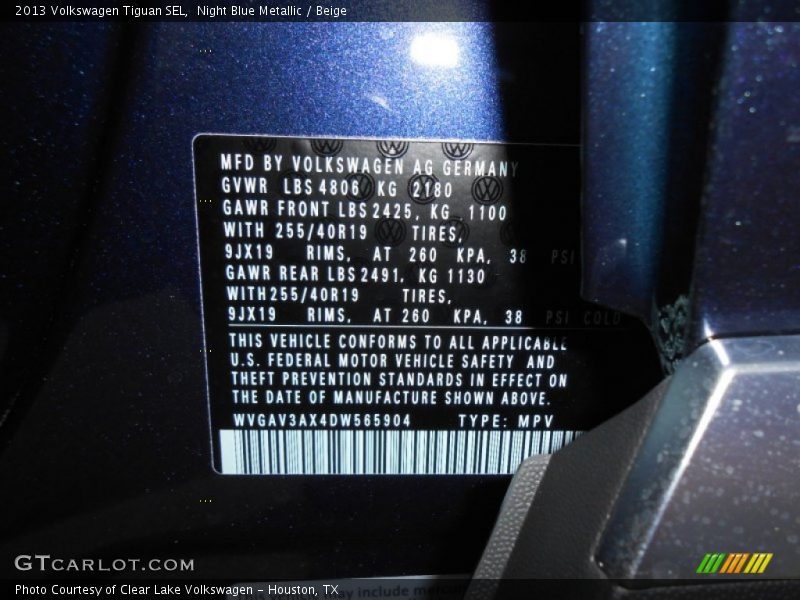 2013 Volkswagen Tiguan SEL, Night Blue Metallic / Beige
MFD BY VOLKSWAGEN AG GERMANY
GVWR LBS 4806 KG 2180
GAWR FRONT LBS 2425, KG 1100
WITH 255/40R19 TIRES,
9JX19 RIMS, AT 260 KPA, 38 PSI
GAWR REAR LBS 2491, KG 1130
WITH 255/40R19 TIRES,
9JX19 RIMS, AT 260 KPA, 38 PSI COLD
THIS VEHICLE CONFORMS TO ALL APPLICABLE
U.S. FEDERAL MOTOR VEHICLE SAFETY AND
THEFT PREVENTION STANDARDS IN EFFECT ON
THE DATE OF MANUFACTURE SHOWN ABOVE.
WVGAV3AX4DW565904 TYPE: MPV
GTCARLOT.COM
Photo Courtesy of Clear Lake Volkswagen - Houston, TX
may include